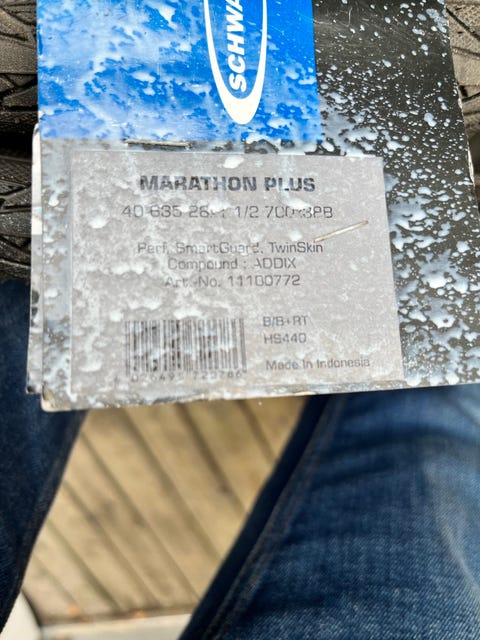 SCHWA
MARATHON PLUS
40-635 28x1 1/2 700x38B
Perf, SmartGuard, TwinSkin
Compound : ADDIX
Art.-No. 11100772
B/B+RT
HS440
Made in Indonesia